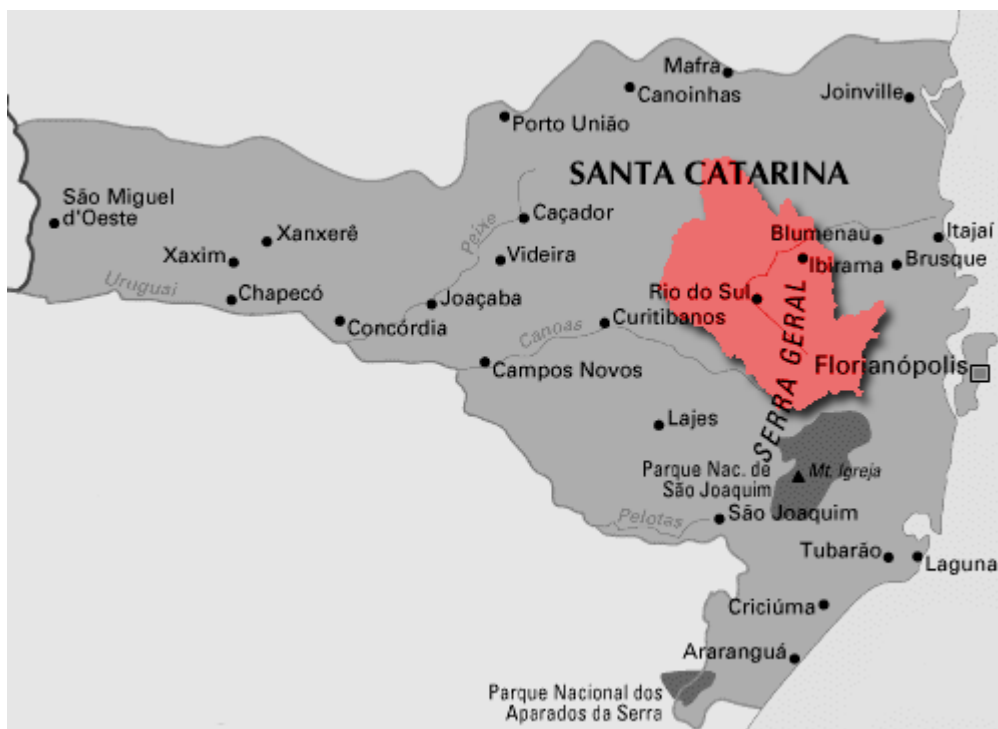 Mafra
Canoinhas
Joinville
Porto União
SANTA CATARINA
São Miguel
d'Oeste
Caçador
Peixe
Xanxerê
Blumenau
Itajaí
Xaxim
Videira
Ibirama
Brusque
Uruguai
Chapecó
Joaçaba
Rio do Sul
Curitibanos
Concórdia
Canoas
SERRA GERAL
Campos Novos
Florianópolis
Lajes
Parque Nac. de
São Joaquim
Mt. Igreja
Pelotas
São Joaquim
Tubarão
Laguna
Criciúma
Araranguá
Parque Nacional dos
Aparados da Serra